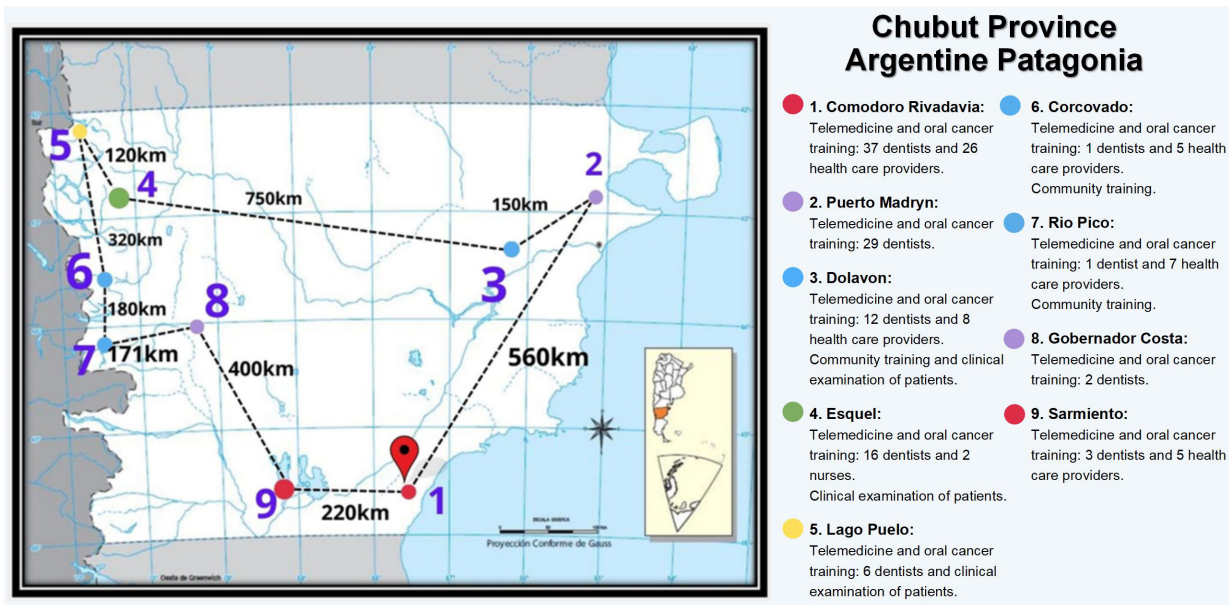 Chubut Province
Argentine Patagonia
5
120km
4
750km
2
150km
320km
3
6
8
180km
7
171km
400km
560km
9
1
220km
ESCALA GRAFICA
Proyección Conforme de Gauss
Oeste de Greenwich
1. Comodoro Rivadavia:
Telemedicine and oral cancer
training: 37 dentists and 26
health care providers.
2. Puerto Madryn:
Telemedicine and oral cancer
training: 29 dentists.
3. Dolavon:
Telemedicine and oral cancer
training: 12 dentists and 8
health care providers.
Community training and clinical
examination of patients.
4. Esquel:
Telemedicine and oral cancer
training: 16 dentists and 2
nurses.
Clinical examination of patients.
5. Lago Puelo:
Telemedicine and oral cancer
training: 6 dentists and clinical
examination of patients.
6. Corcovado:
Telemedicine and oral cancer
training: 1 dentists and 5 health
care providers.
Community training.
7. Rio Pico:
Telemedicine and oral cancer
training: 1 dentist and 7 health
care providers.
Community training.
8. Gobernador Costa:
Telemedicine and oral cancer
training: 2 dentists.
9. Sarmiento:
Telemedicine and oral cancer
training: 3 dentists and 5 health
care providers.